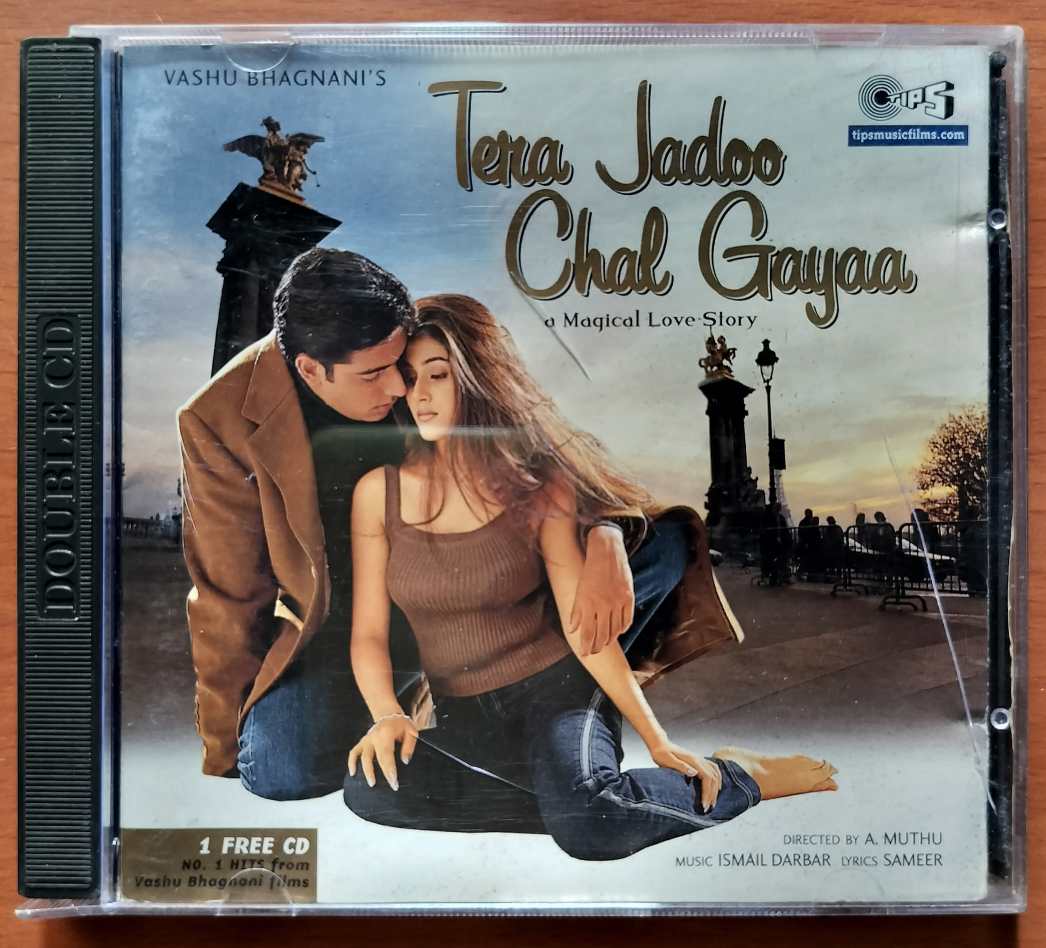 VASHU BHAGNANI'S
Tera Jadoo
Chal Gayaa
a Magical Love Story
TIPS
tipsmusicfilms.com
DOUBLE CD
1 FREE CD
NO. 1 HITS from
Vashu Bhagnani films
DIRECTED BY A. MUTHU
MUSIC ISMAIL DARBAR LYRICS SAMEER